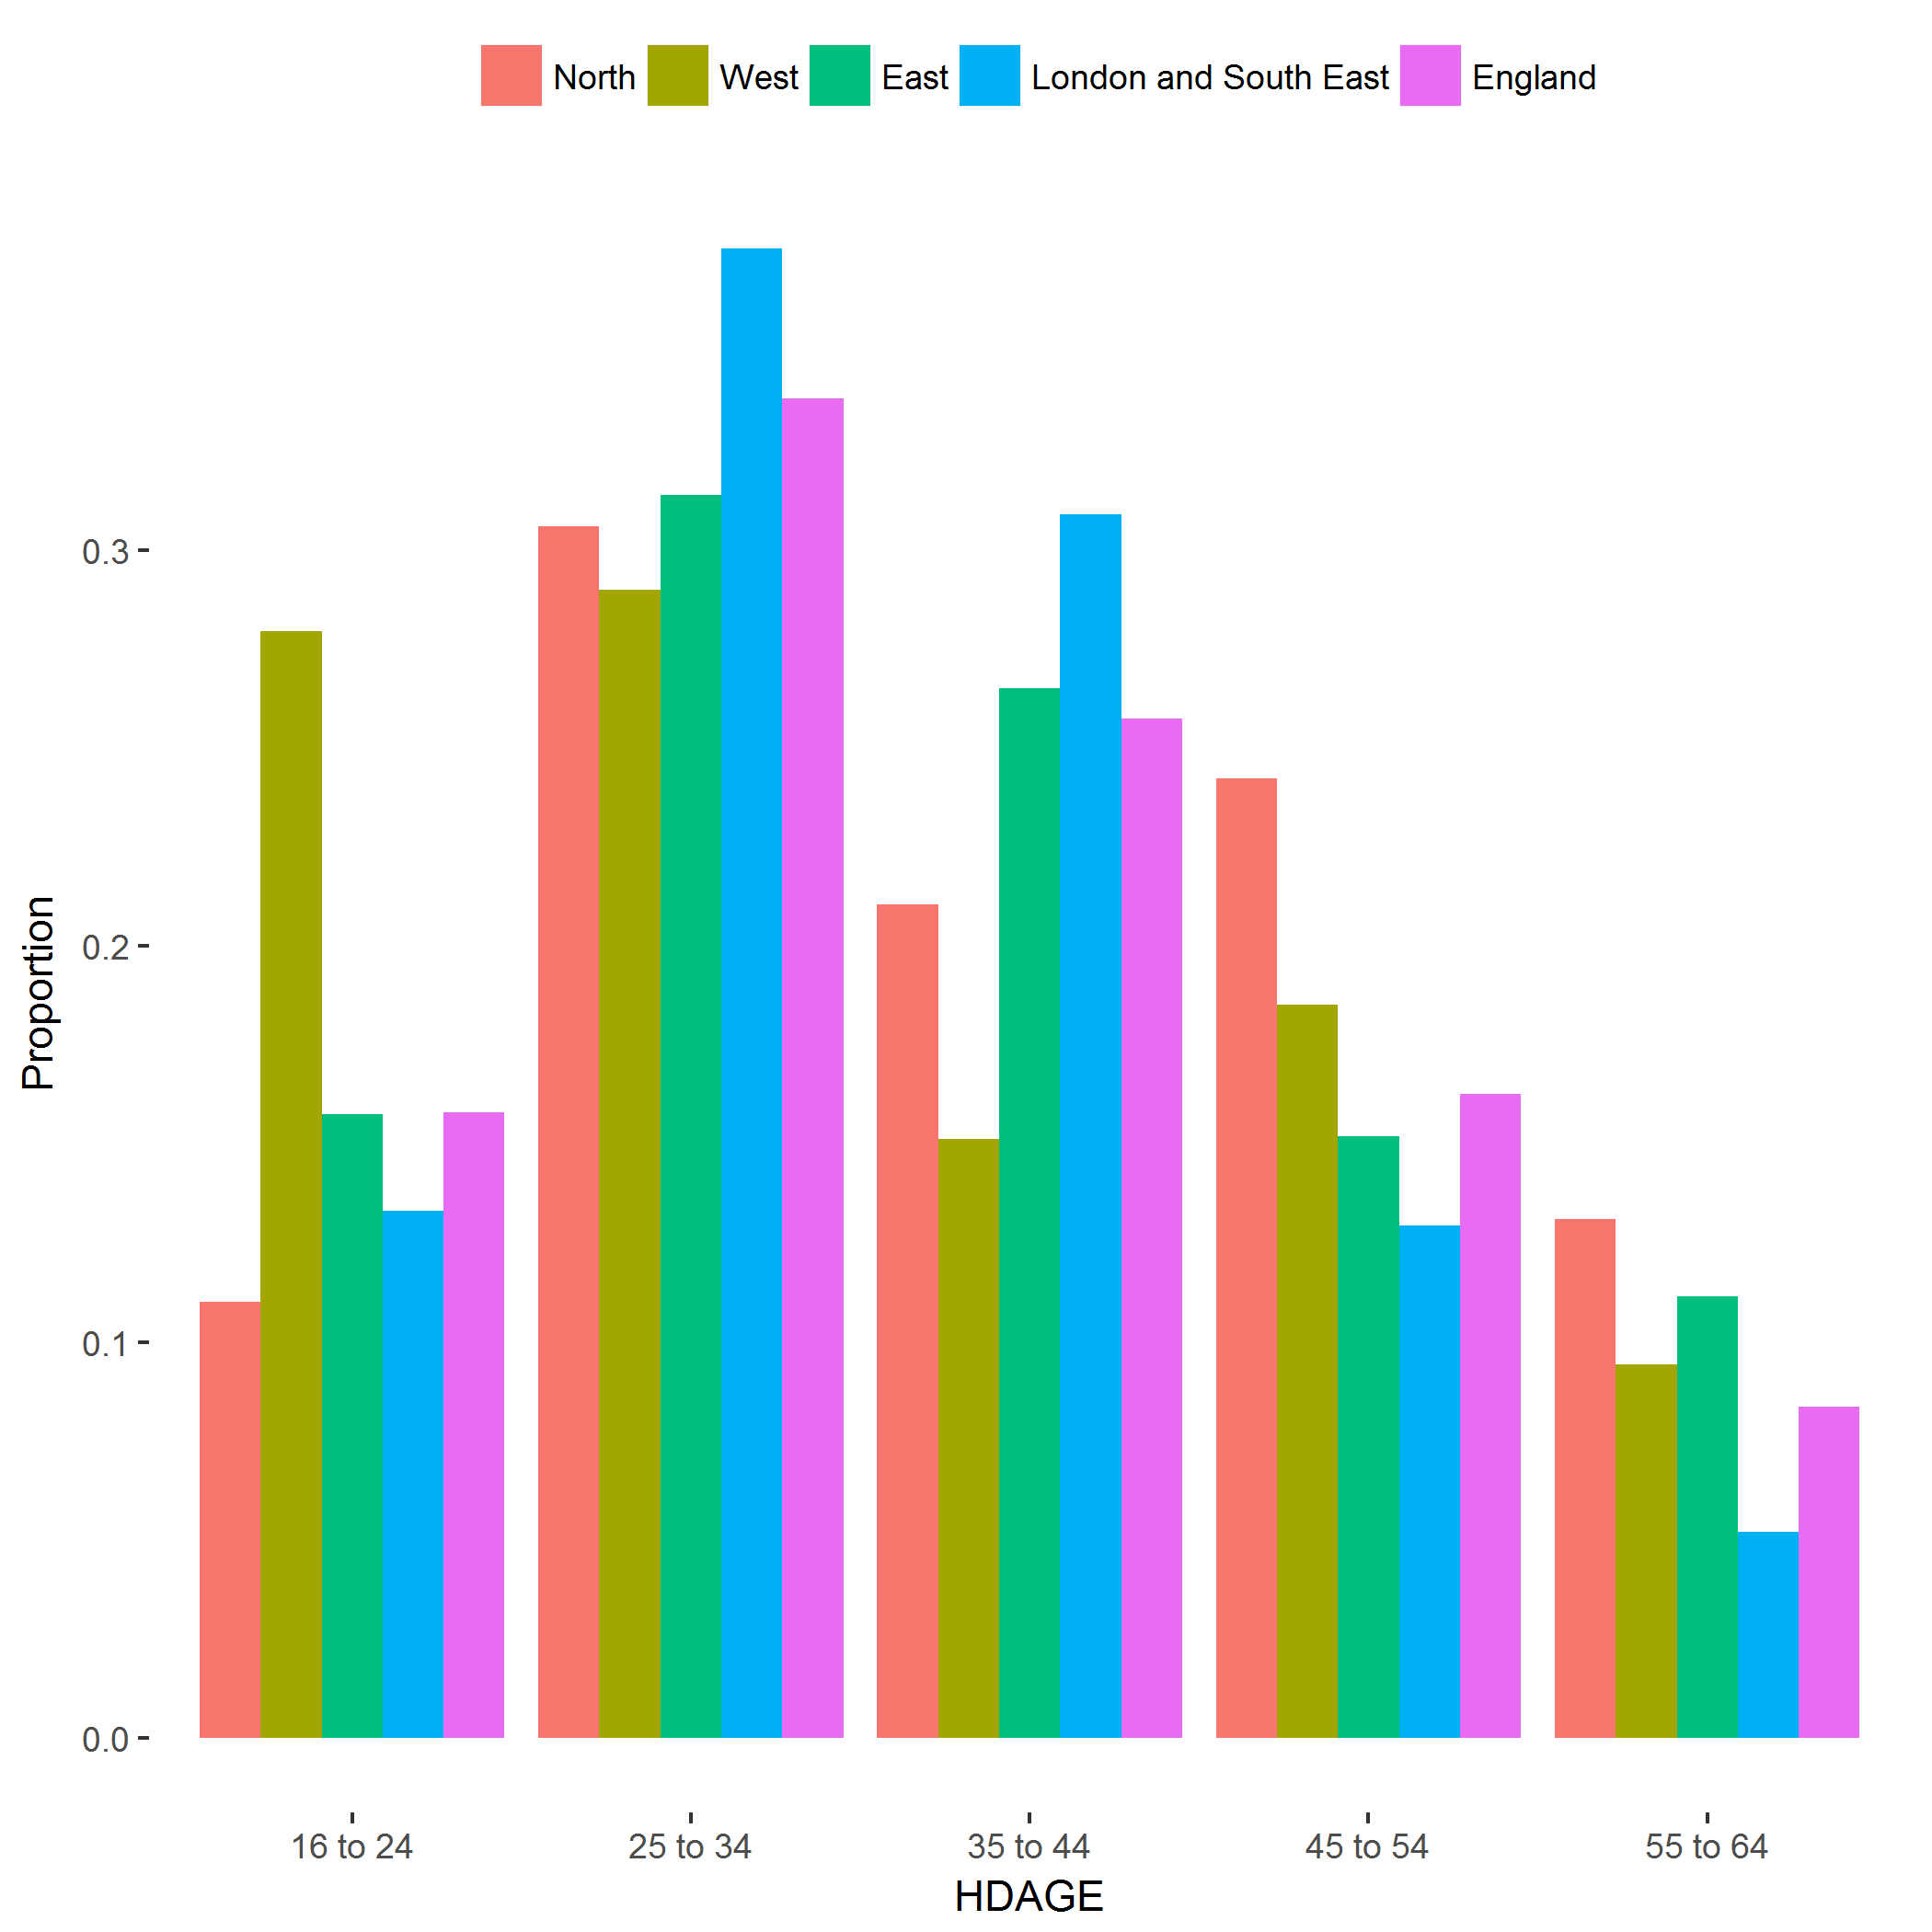 North West East London and South East England
Proportion
0.3
0.2
0.1
0.0
16 to 24 25 to 34 35 to 44 45 to 54 55 to 64
HDAGE